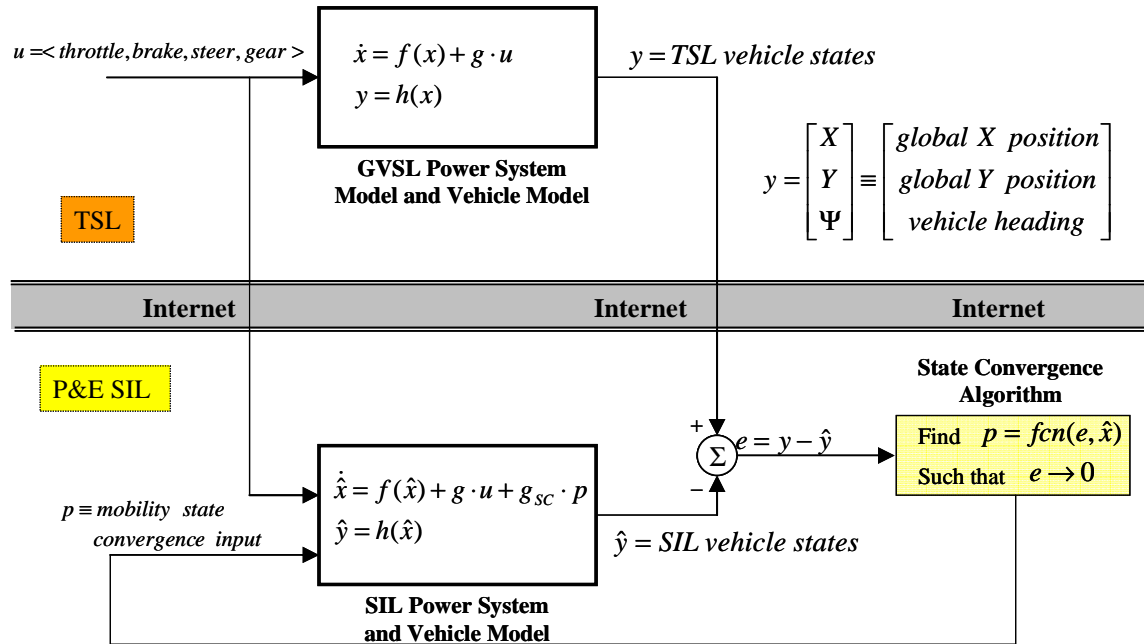 u =< throttle, brake, steer, gear >
ẋ = f(x) + g · u
y = h(x)
y = TSL vehicle states
GVSL Power System
Model and Vehicle Model
y = [X Y Ψ] ≡ [global X position
global Y position
vehicle heading]
TSL
Internet Internet Internet
P&E SIL
State Convergence
Algorithm
+
Σ
−
e = y − ŷ
Find p = fcn(e, x̂)
Such that e → 0
p ≡ mobility state
convergence input
x̂̇ = f(x̂) + g · u + g_SC · p
ŷ = h(x̂)
ŷ = SIL vehicle states
SIL Power System
and Vehicle Model